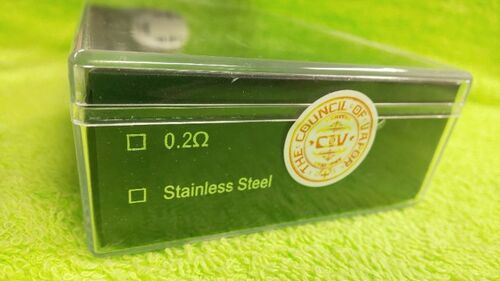 0.2Ω
Stainless Steel
THE COUNCIL OF VAPOR
COV